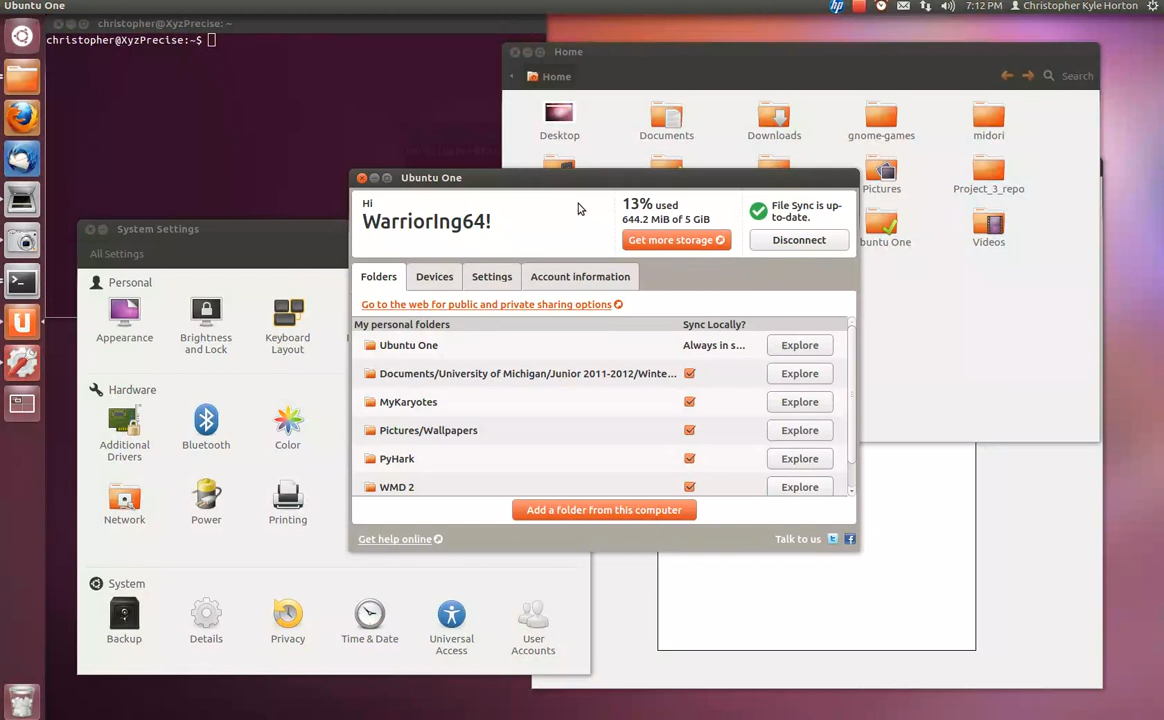 Ubuntu One
7:12 PM
Christopher Kyle Horton
christopher@XyzPrecise: ~
christopher@XyzPrecise:~$
Home
Home
Search
Desktop
Documents
Downloads
gnome-games
midori
Pictures
Project_3_repo
buntu One
Videos
System Settings
All Settings
Personal
Appearance
Brightness
and Lock
Keyboard
Layout
Hardware
Additional
Drivers
Bluetooth
Color
Network
Power
Printing
System
Backup
Details
Privacy
Time & Date
Universal
Access
User
Accounts
Ubuntu One
Hi
WarriorIng64!
13% used
644.2 MiB of 5 GiB
Get more storage
File Sync is up-
to-date.
Disconnect
Folders
Devices
Settings
Account information
Go to the web for public and private sharing options
My personal folders
Sync Locally?
Ubuntu One
Always in s...
Explore
Documents/University of Michigan/Junior 2011-2012/Winte...
Explore
MyKaryotes
Explore
Pictures/Wallpapers
Explore
PyHark
Explore
WMD 2
Explore
Add a folder from this computer
Get help online
Talk to us